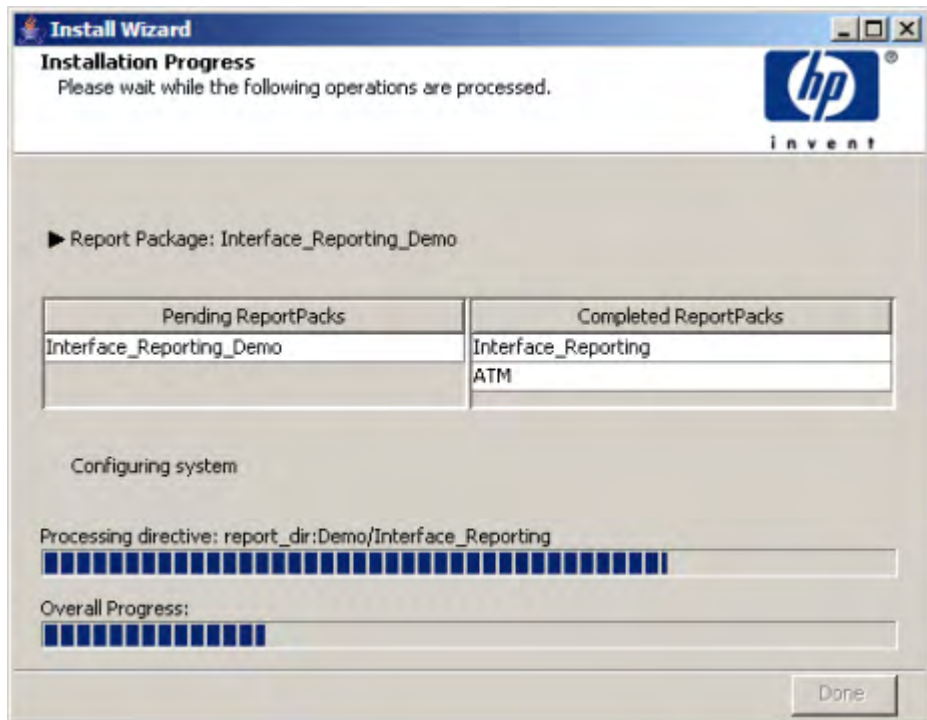 Install Wizard
Installation Progress
Please wait while the following operations are processed.
hp
®
invent
Report Package: Interface_Reporting_Demo
Pending ReportPacks
Completed ReportPacks
Interface_Reporting_Demo
Interface_Reporting
ATM
Configuring system
Processing directive: report_dir:Demo/Interface_Reporting
Overall Progress:
Done